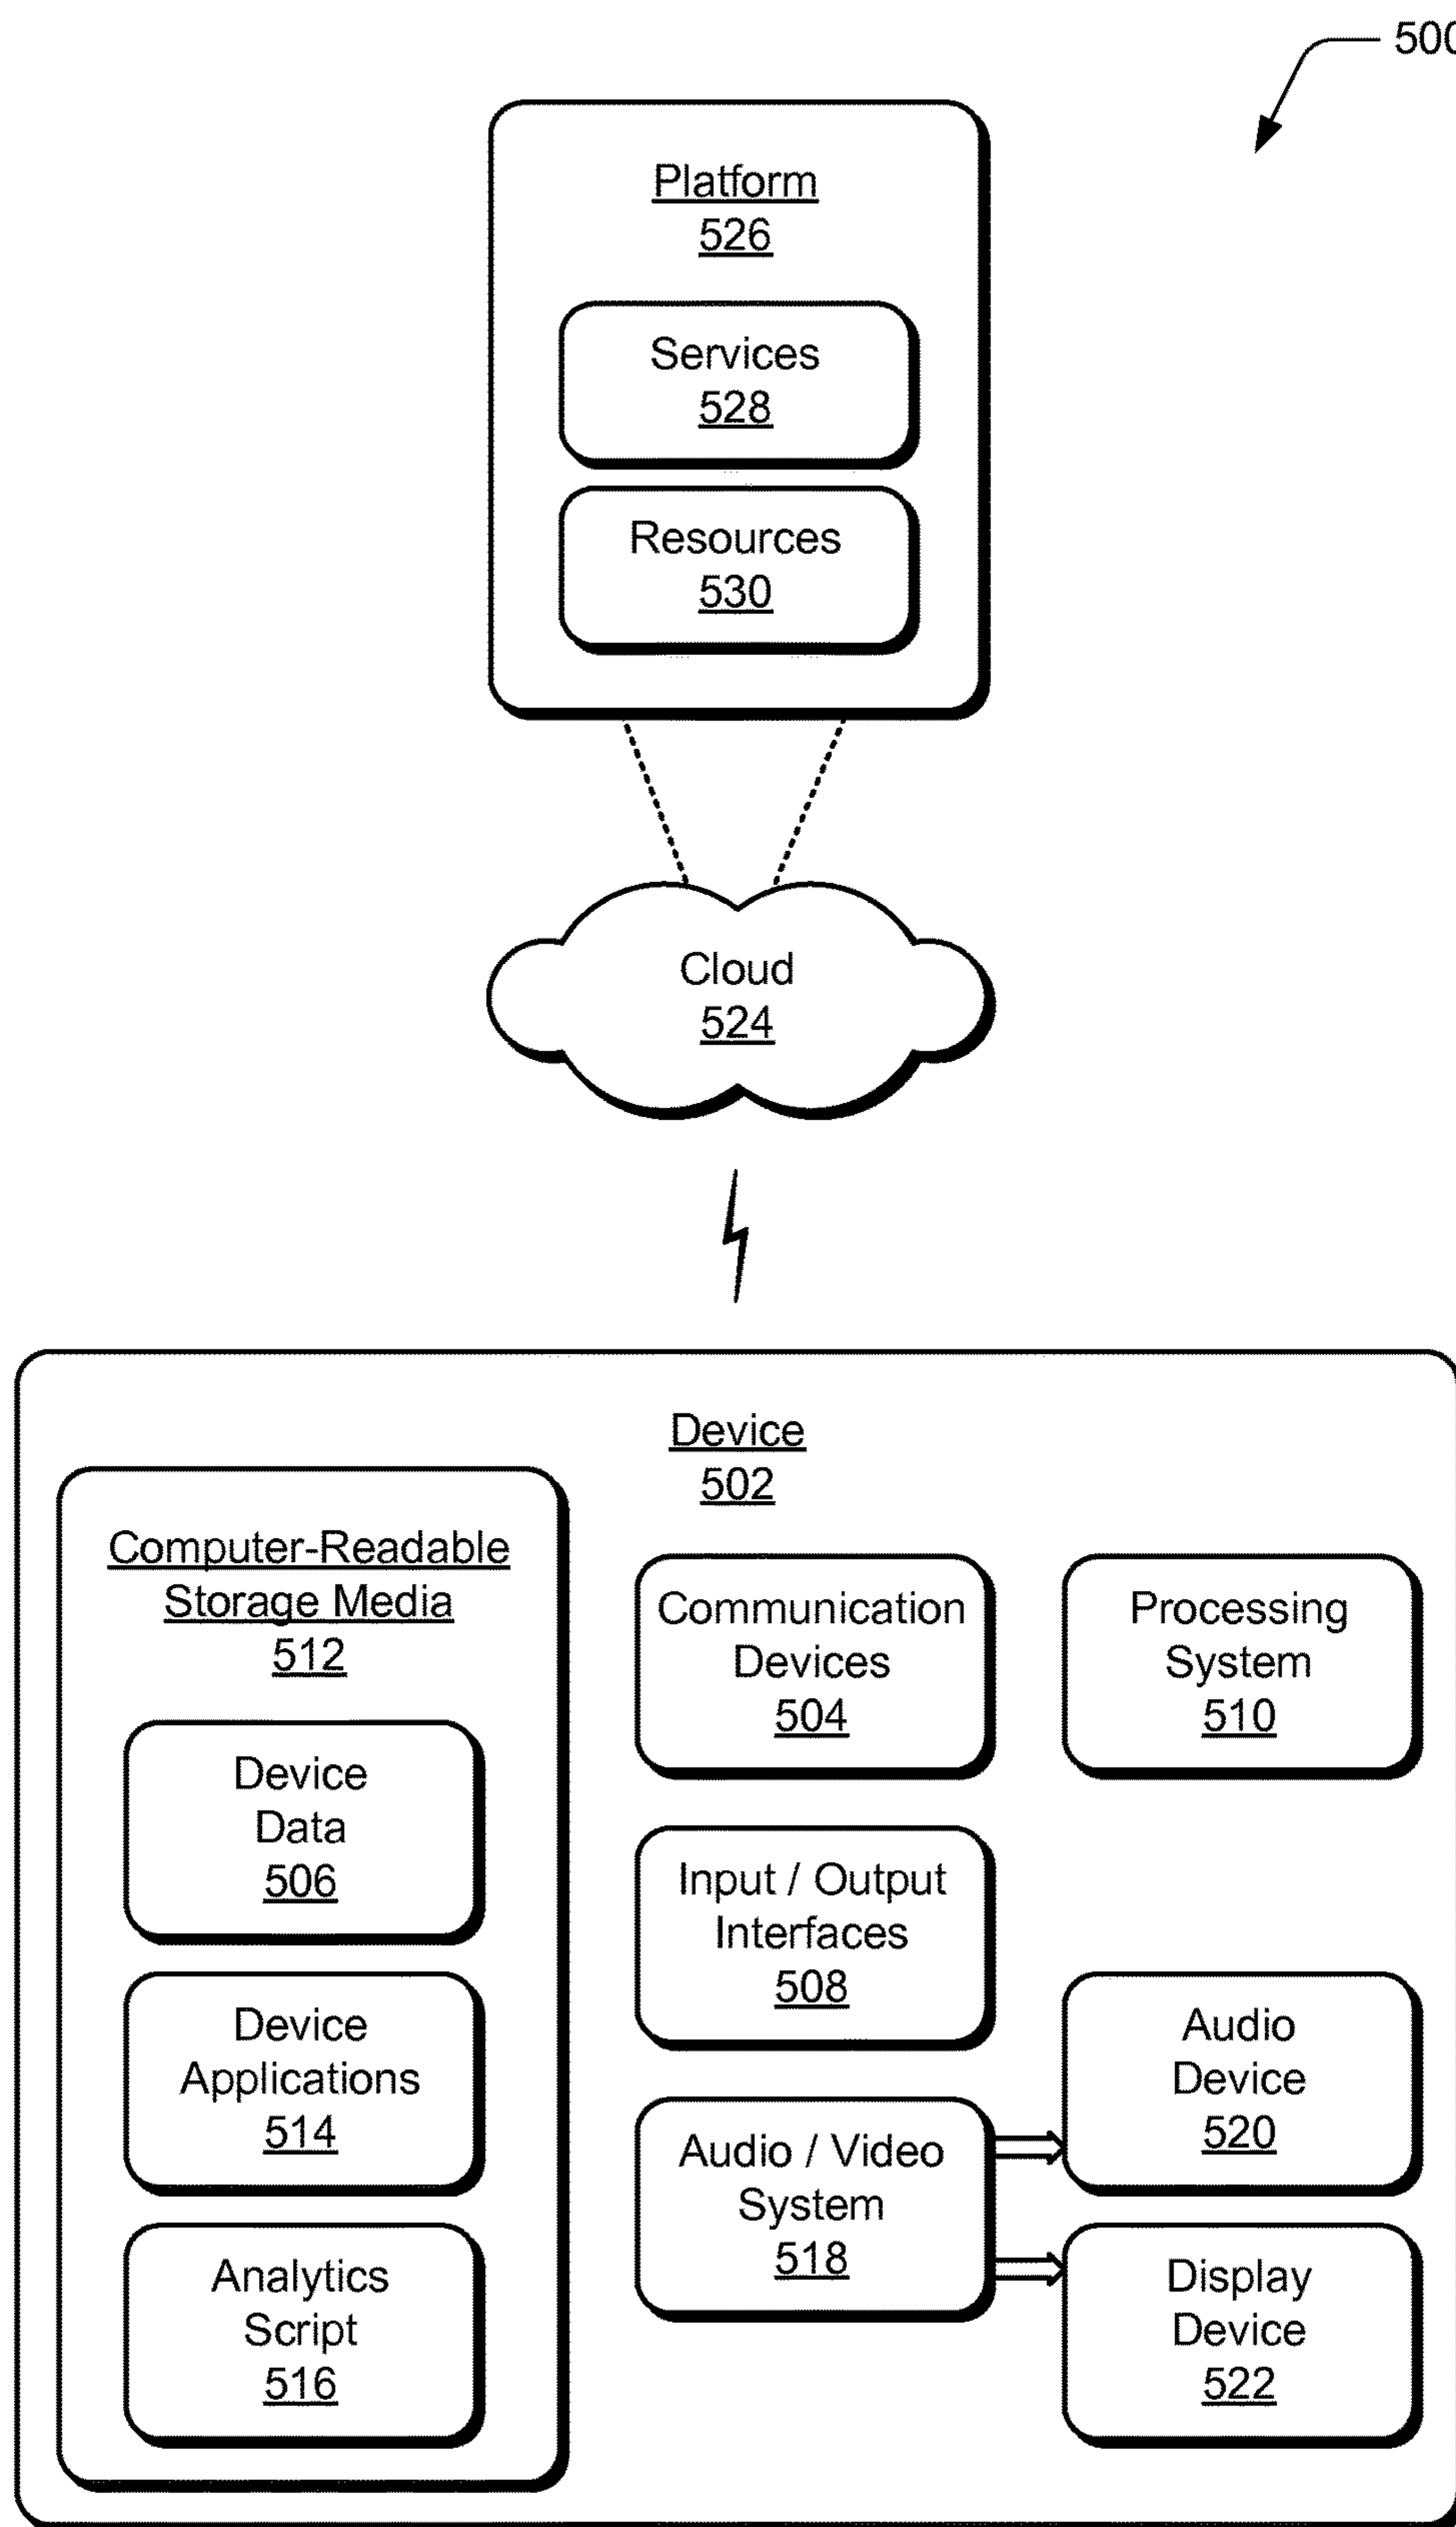 500
Platform
526
Services
528
Resources
530
Cloud
524
Device
502
Computer-Readable
Storage Media
512
Device
Data
506
Device
Applications
514
Analytics
Script
516
Communication
Devices
504
Processing
System
510
Input / Output
Interfaces
508
Audio / Video
System
518
Audio
Device
520
Display
Device
522